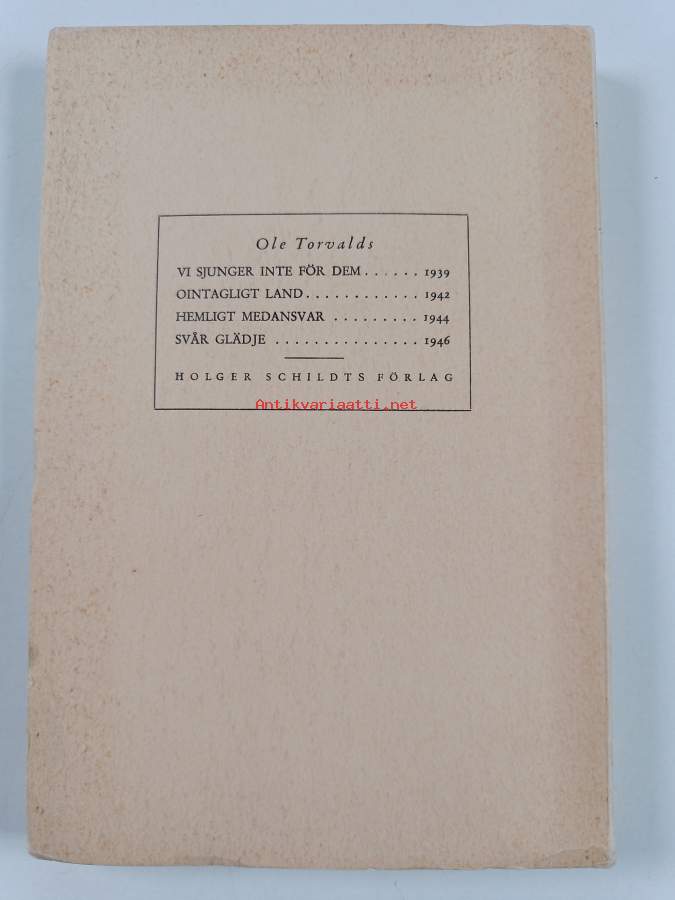 Ole Torvalds
VI SJUNGER INTE FÖR DEM . . . . . . 1939
OINTAGLIGT LAND . . . . . . . . . . . . 1942
HEMLIGT MEDANSVAR . . . . . . . . . 1944
SVÅR GLÄDJE . . . . . . . . . . . . . . . 1946
HOLGER SCHILDTS FÖRLAG
Antikvariaatti.net